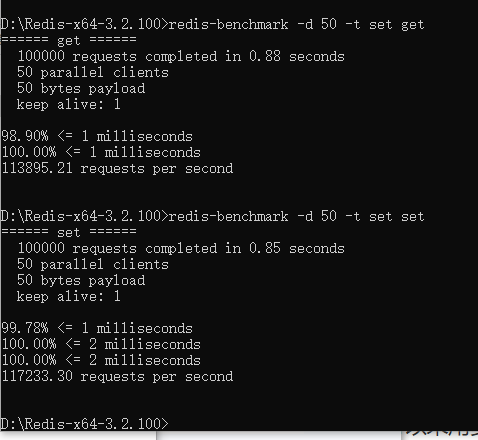 D:\Redis-x64-3.2.100>redis-benchmark -d 50 -t set get
====== get ======
  100000 requests completed in 0.88 seconds
  50 parallel clients
  50 bytes payload
  keep alive: 1

98.90% <= 1 milliseconds
100.00% <= 1 milliseconds
113895.21 requests per second

D:\Redis-x64-3.2.100>redis-benchmark -d 50 -t set set
====== set ======
  100000 requests completed in 0.85 seconds
  50 parallel clients
  50 bytes payload
  keep alive: 1

99.78% <= 1 milliseconds
100.00% <= 2 milliseconds
100.00% <= 2 milliseconds
117233.30 requests per second

D:\Redis-x64-3.2.100>